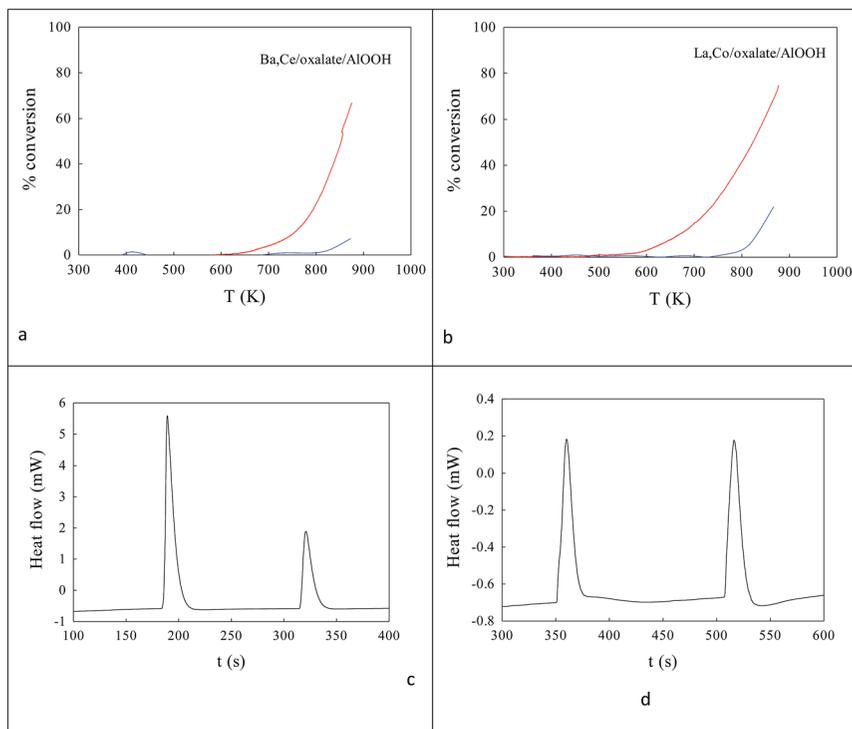 100
80
60
40
20
0
% conversion
Ba,Ce/oxalate/AlOOH
300 400 500 600 700 800 900 1000
T (K)
a
100
80
60
40
20
0
% conversion
La,Co/oxalate/AlOOH
300 400 500 600 700 800 900 1000
T (K)
b
6
5
4
3
2
1
0
-1
Heat flow (mW)
100 150 200 250 300 350 400
t (s)
c
0.4
0.2
0.0
-0.2
-0.4
-0.6
-0.8
Heat flow (mW)
300 350 400 450 500 550 600
t (s)
d